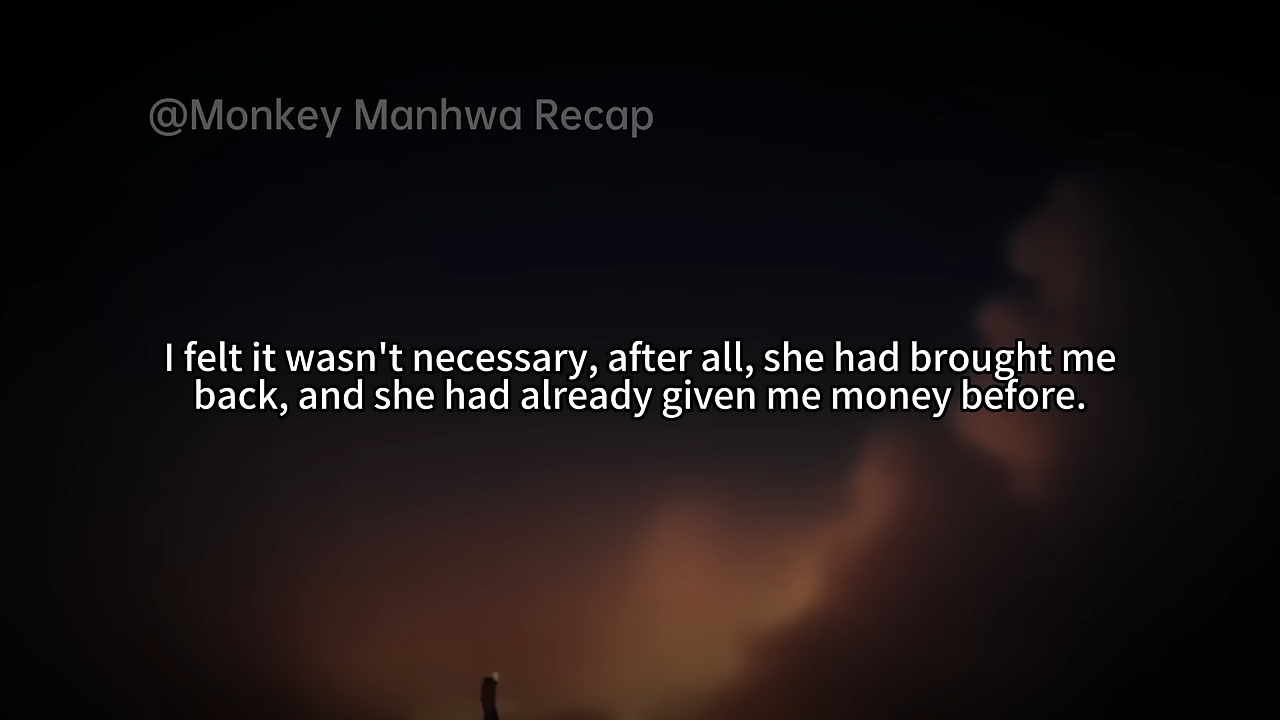 @Monkey Manhwa Recap
I felt it wasn't necessary, after all, she had brought me
back, and she had already given me money before.